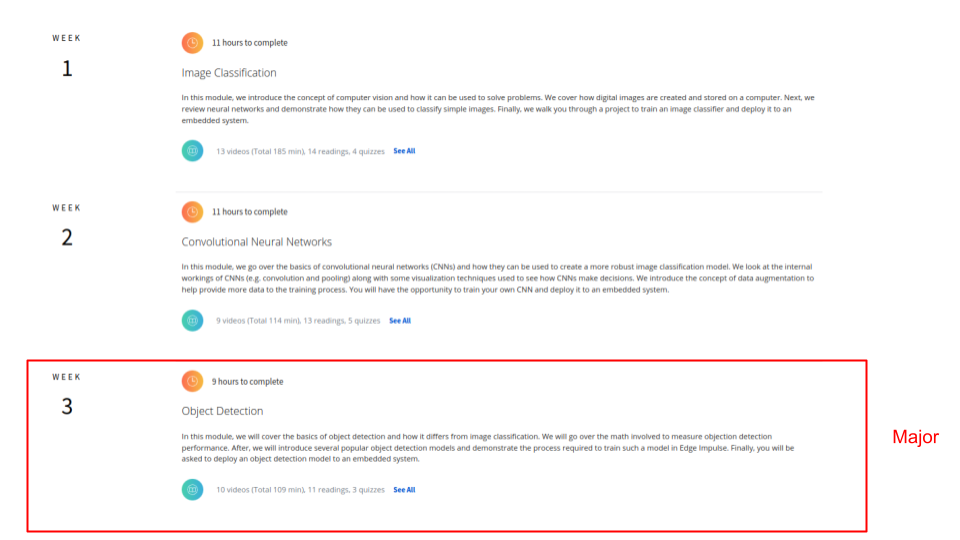 WEEK
1
11 hours to complete
Image Classification
In this module, we introduce the concept of computer vision and how it can be used to solve problems. We cover how digital images are created and stored on a computer. Next, we
review neural networks and demonstrate how they can be used to classify simple images. Finally, we walk you through a project to train an image classifier and deploy it to an
embedded system.
13 videos (Total 185 min), 14 readings, 4 quizzes See All
WEEK
2
11 hours to complete
Convolutional Neural Networks
In this module, we go over the basics of convolutional neural networks (CNNs) and how they can be used to create a more robust image classification model. We look at the internal
workings of CNNs (e.g. convolution and pooling) along with some visualization techniques used to see how CNNs make decisions. We introduce the concept of data augmentation to
help provide more data to the training process. You will have the opportunity to train your own CNN and deploy it to an embedded system.
9 videos (Total 114 min), 13 readings, 5 quizzes See All
WEEK
3
9 hours to complete
Object Detection
In this module, we will cover the basics of object detection and how it differs from image classification. We will go over the math involved to measure objection detection
performance. After, we will introduce several popular object detection models and demonstrate the process required to train such a model in Edge Impulse. Finally, you will be
asked to deploy an object detection model to an embedded system.
10 videos (Total 109 min), 11 readings, 3 quizzes See All
Major